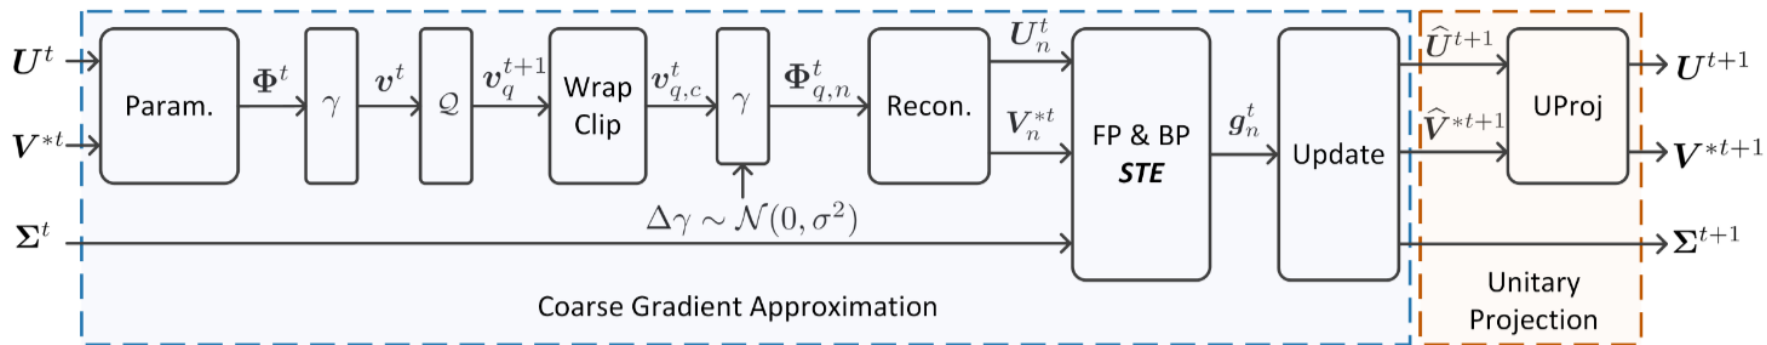 U^t
V^{*t}
Σ^t
Param.
Φ^t
γ
v^t
Q
v_q^{t+1}
Wrap
Clip
v_{q,c}^t
γ
Δγ ∼ N(0, σ²)
Φ_{q,n}^t
Recon.
U_n^t
V_n^{*t}
FP & BP
STE
g_n^t
Update
Coarse Gradient Approximation
Û^{t+1}
V̂^{*t+1}
UProj
Unitary
Projection
U^{t+1}
V^{*t+1}
Σ^{t+1}